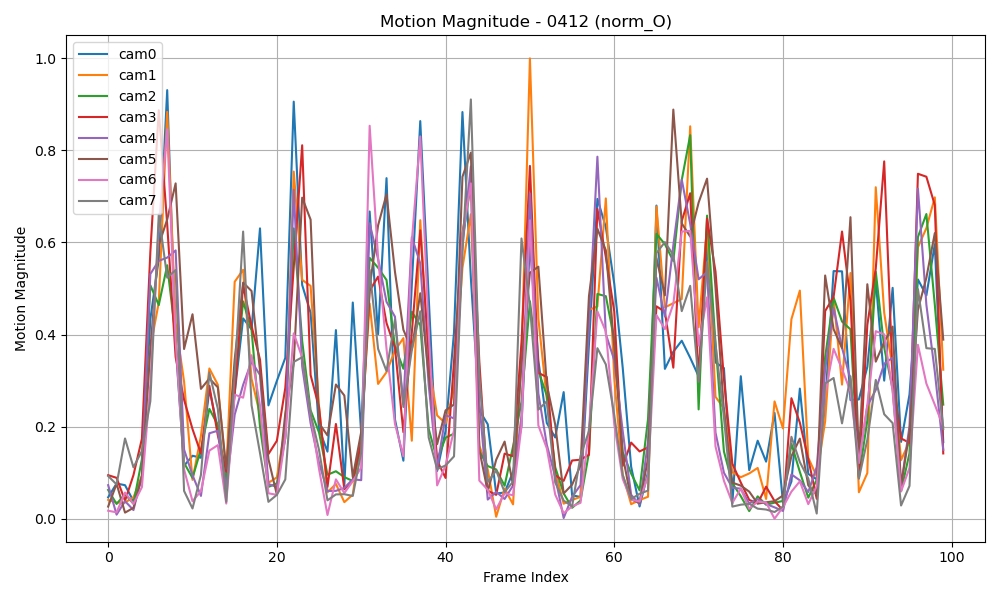 Motion Magnitude - 0412 (norm_O)
Motion Magnitude
1.0
0.8
0.6
0.4
0.2
0.0
cam0
cam1
cam2
cam3
cam4
cam5
cam6
cam7
0 20 40 60 80 100
Frame Index